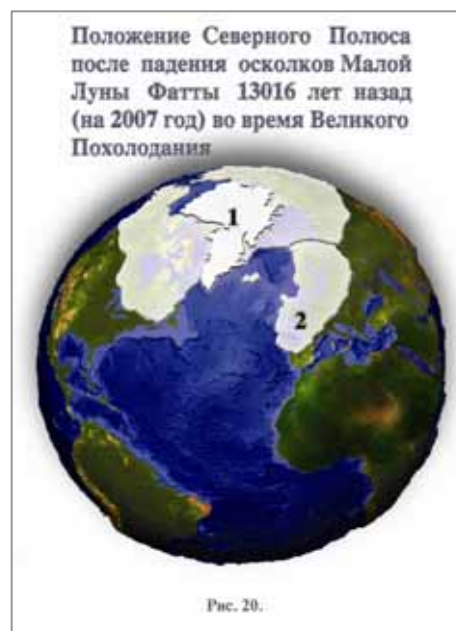 Положение Северного Полюса
после падения осколков Малой
Луны Фатты 13016 лет назад
(на 2007 год) во время Великого
Похолодания
1
2
Рис. 20.